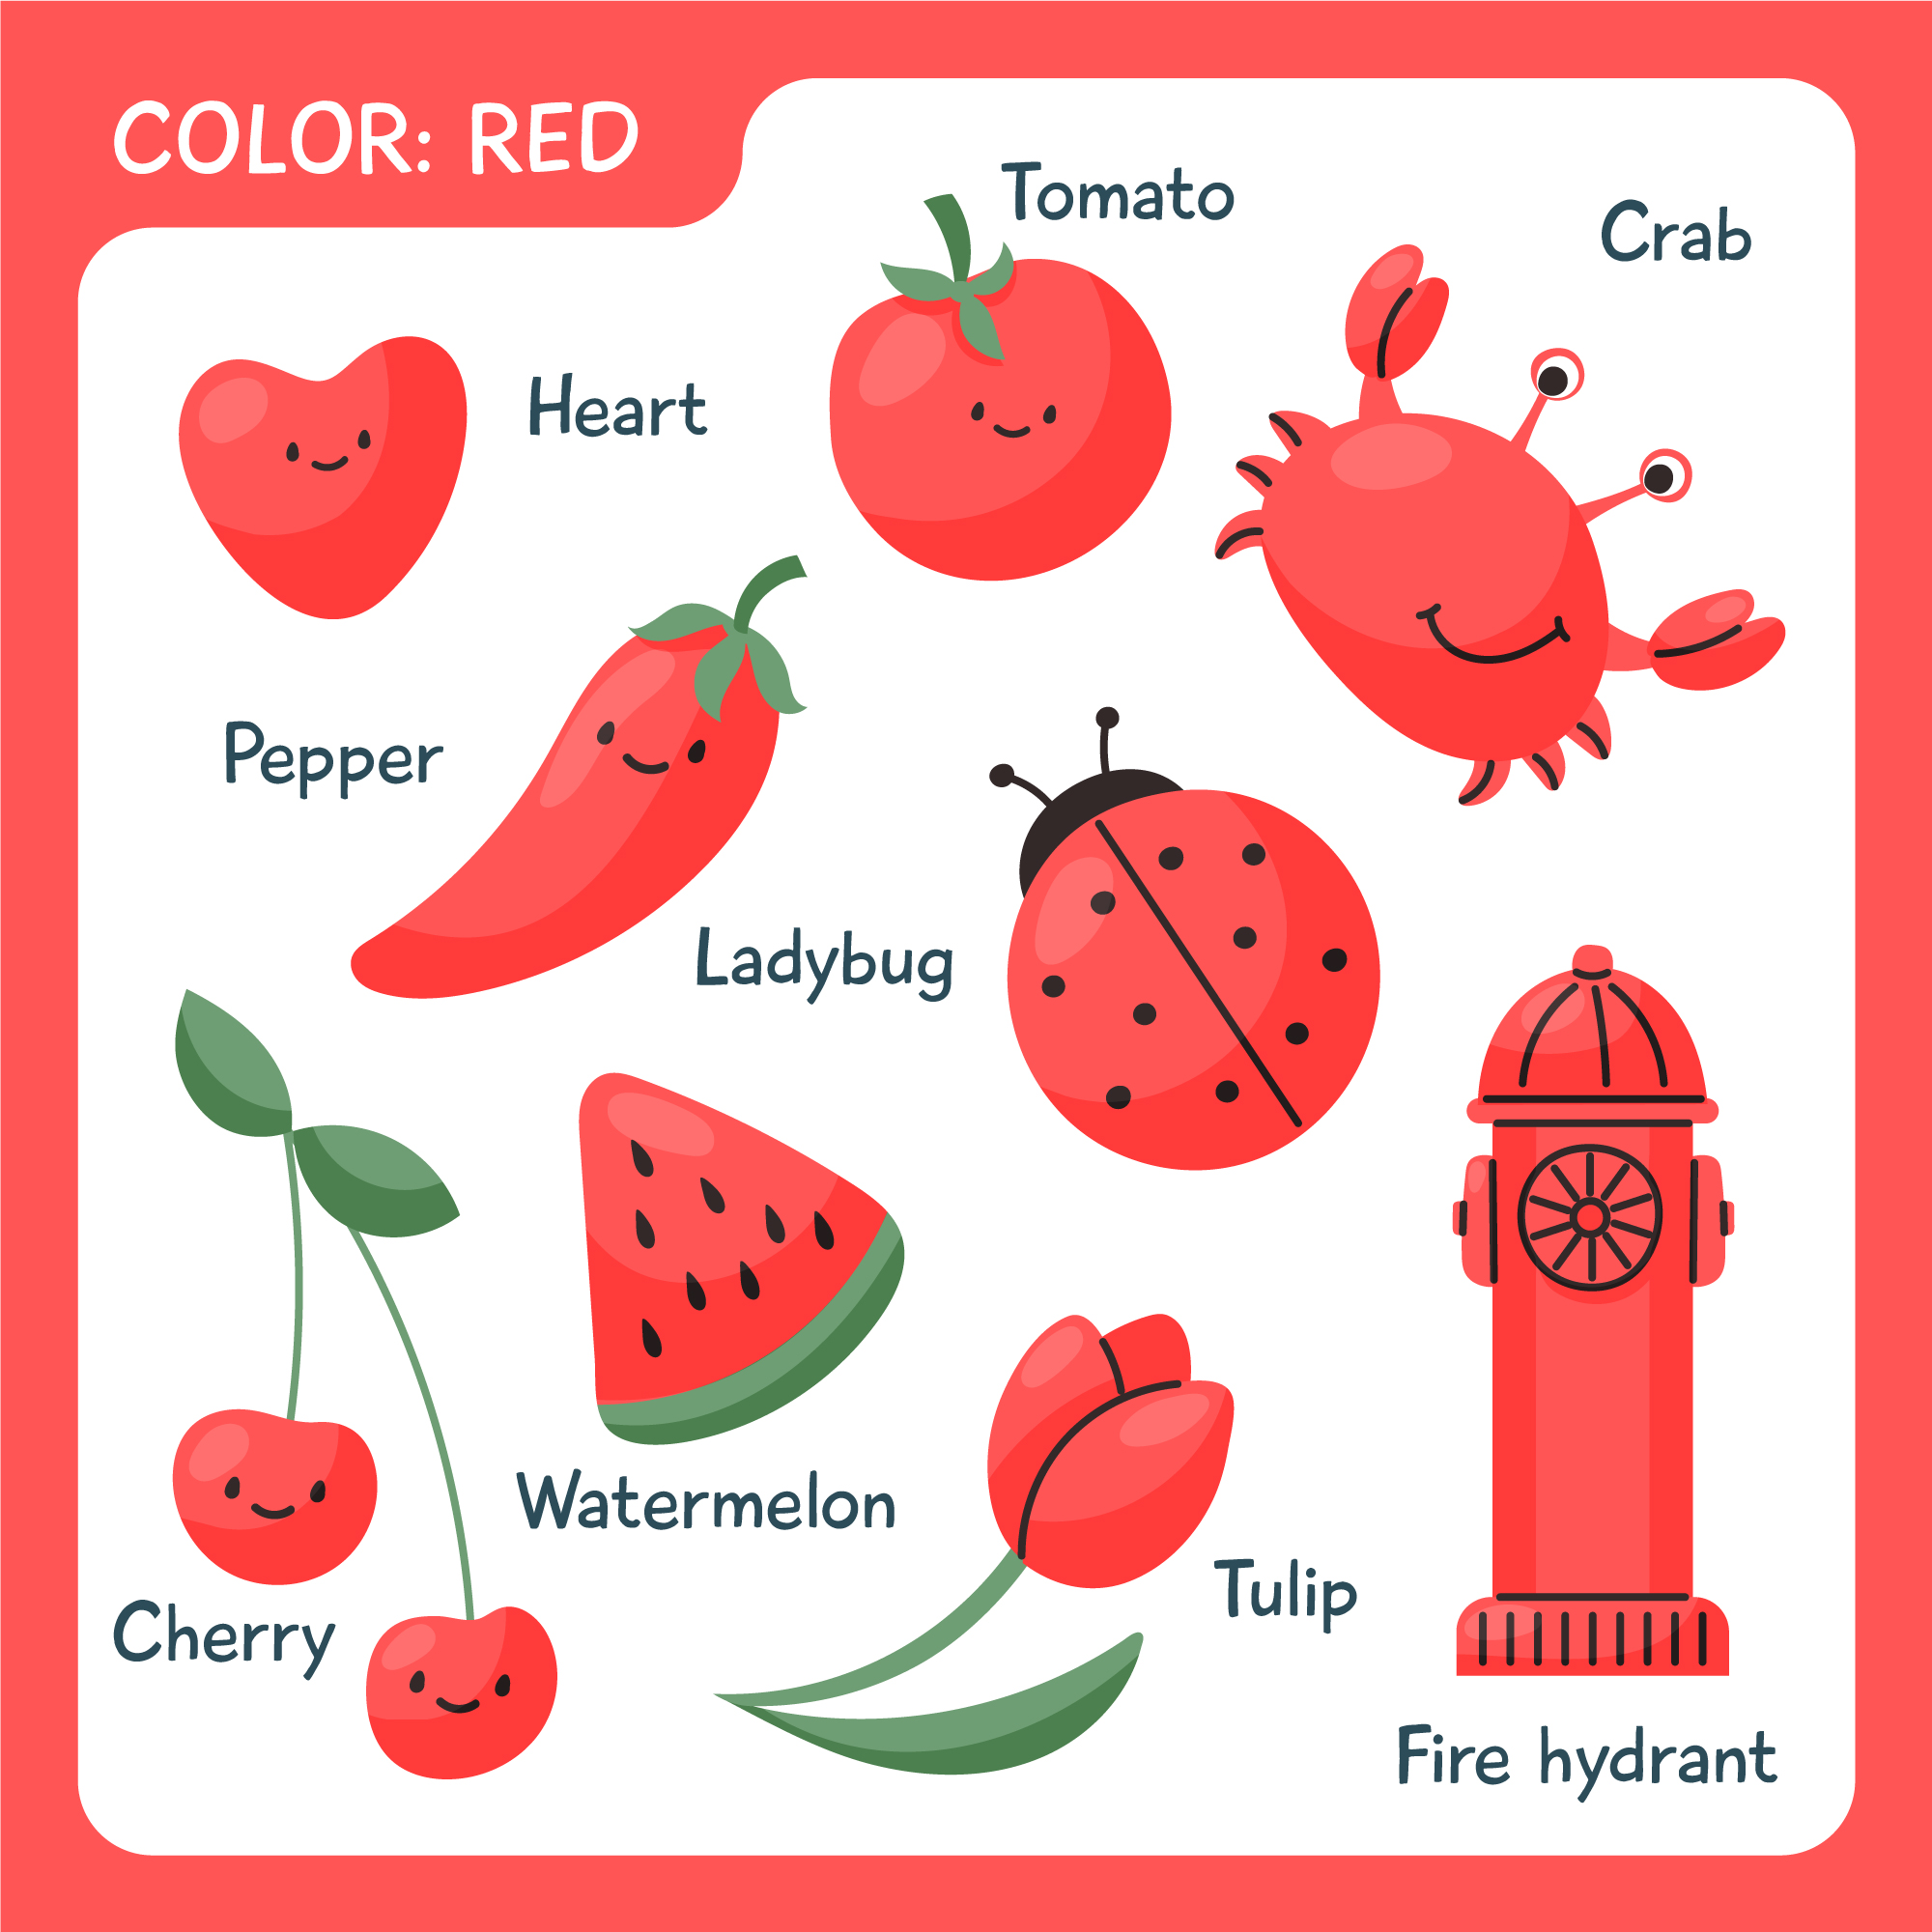 COLOR: RED
Tomato
Crab
Heart
Pepper
Ladybug
Watermelon
Cherry
Tulip
Fire hydrant